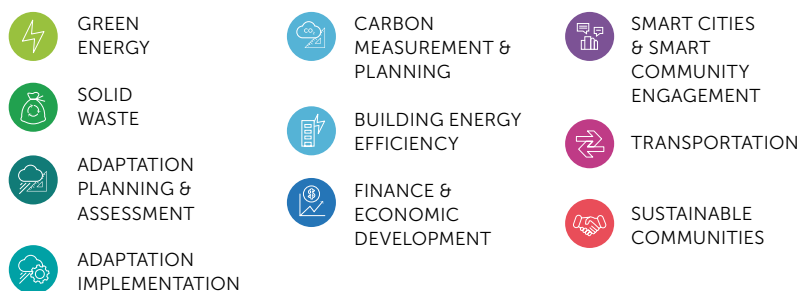 GREEN
ENERGY
SOLID
WASTE
ADAPTATION
PLANNING &
ASSESSMENT
ADAPTATION
IMPLEMENTATION
CO₂
CARBON
MEASUREMENT &
PLANNING
BUILDING ENERGY
EFFICIENCY
$
FINANCE &
ECONOMIC
DEVELOPMENT
SMART CITIES
& SMART
COMMUNITY
ENGAGEMENT
TRANSPORTATION
SUSTAINABLE
COMMUNITIES